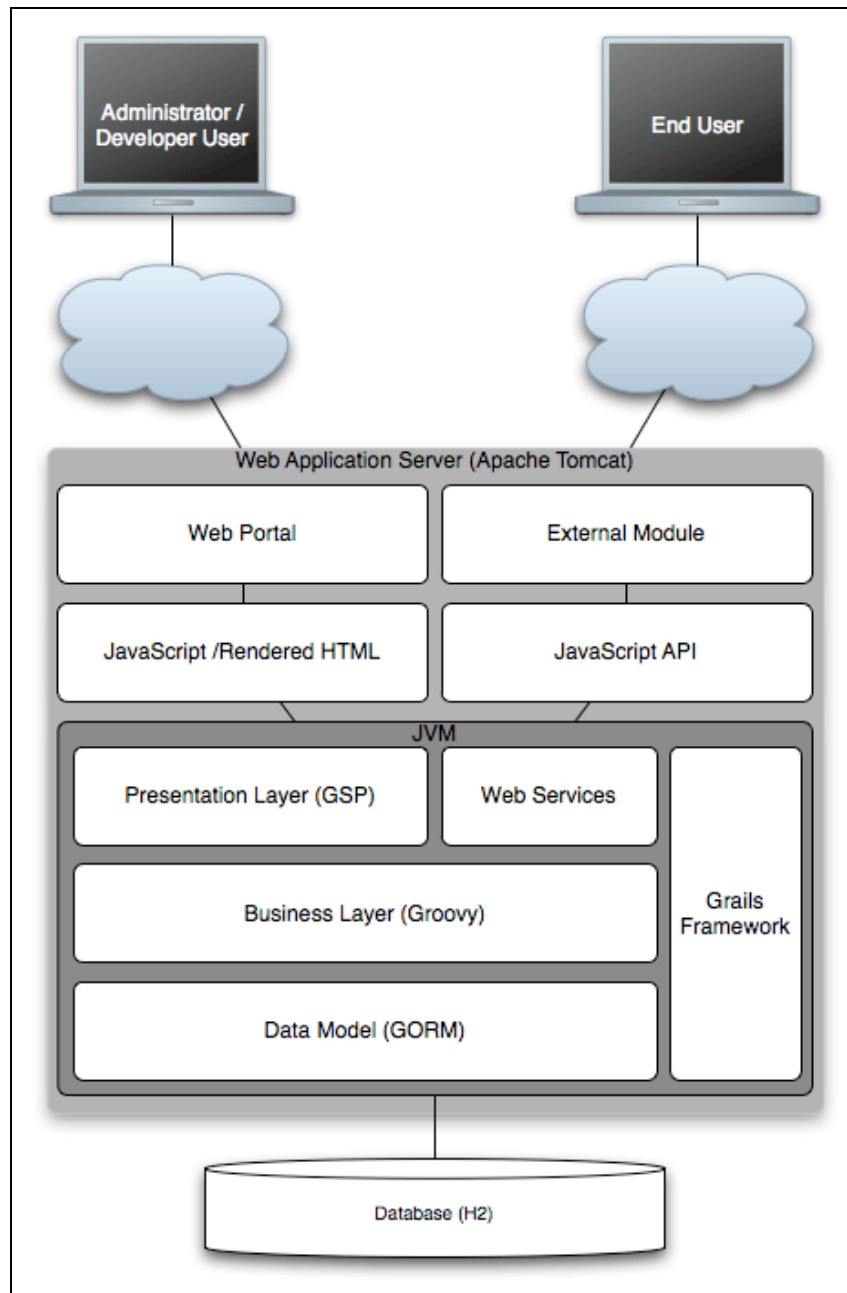 Administrator /
Developer User
End User
Web Application Server (Apache Tomcat)
Web Portal
External Module
JavaScript /Rendered HTML
JavaScript API
JVM
Presentation Layer (GSP)
Web Services
Grails
Framework
Business Layer (Groovy)
Data Model (GORM)
Database (H2)